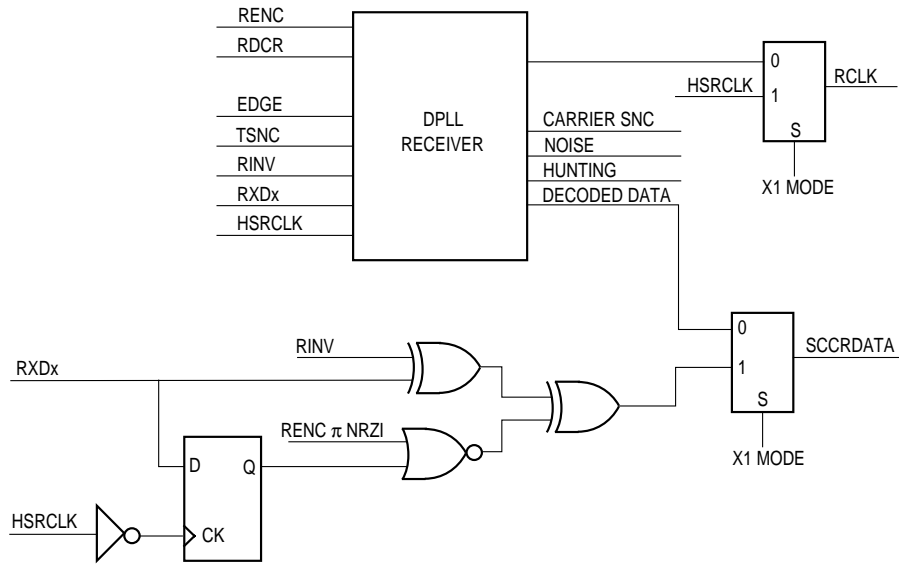 RENC
RDCR
EDGE
TSNC
RINV
RXDx
HSRCLK
DPLL
RECEIVER
CARRIER SNC
NOISE
HUNTING
DECODED DATA
HSRCLK
0
1
S
RCLK
X1 MODE
0
1
S
SCCRDATA
X1 MODE
RINV
RXDx
RENC π NRZI
D
Q
CK
HSRCLK